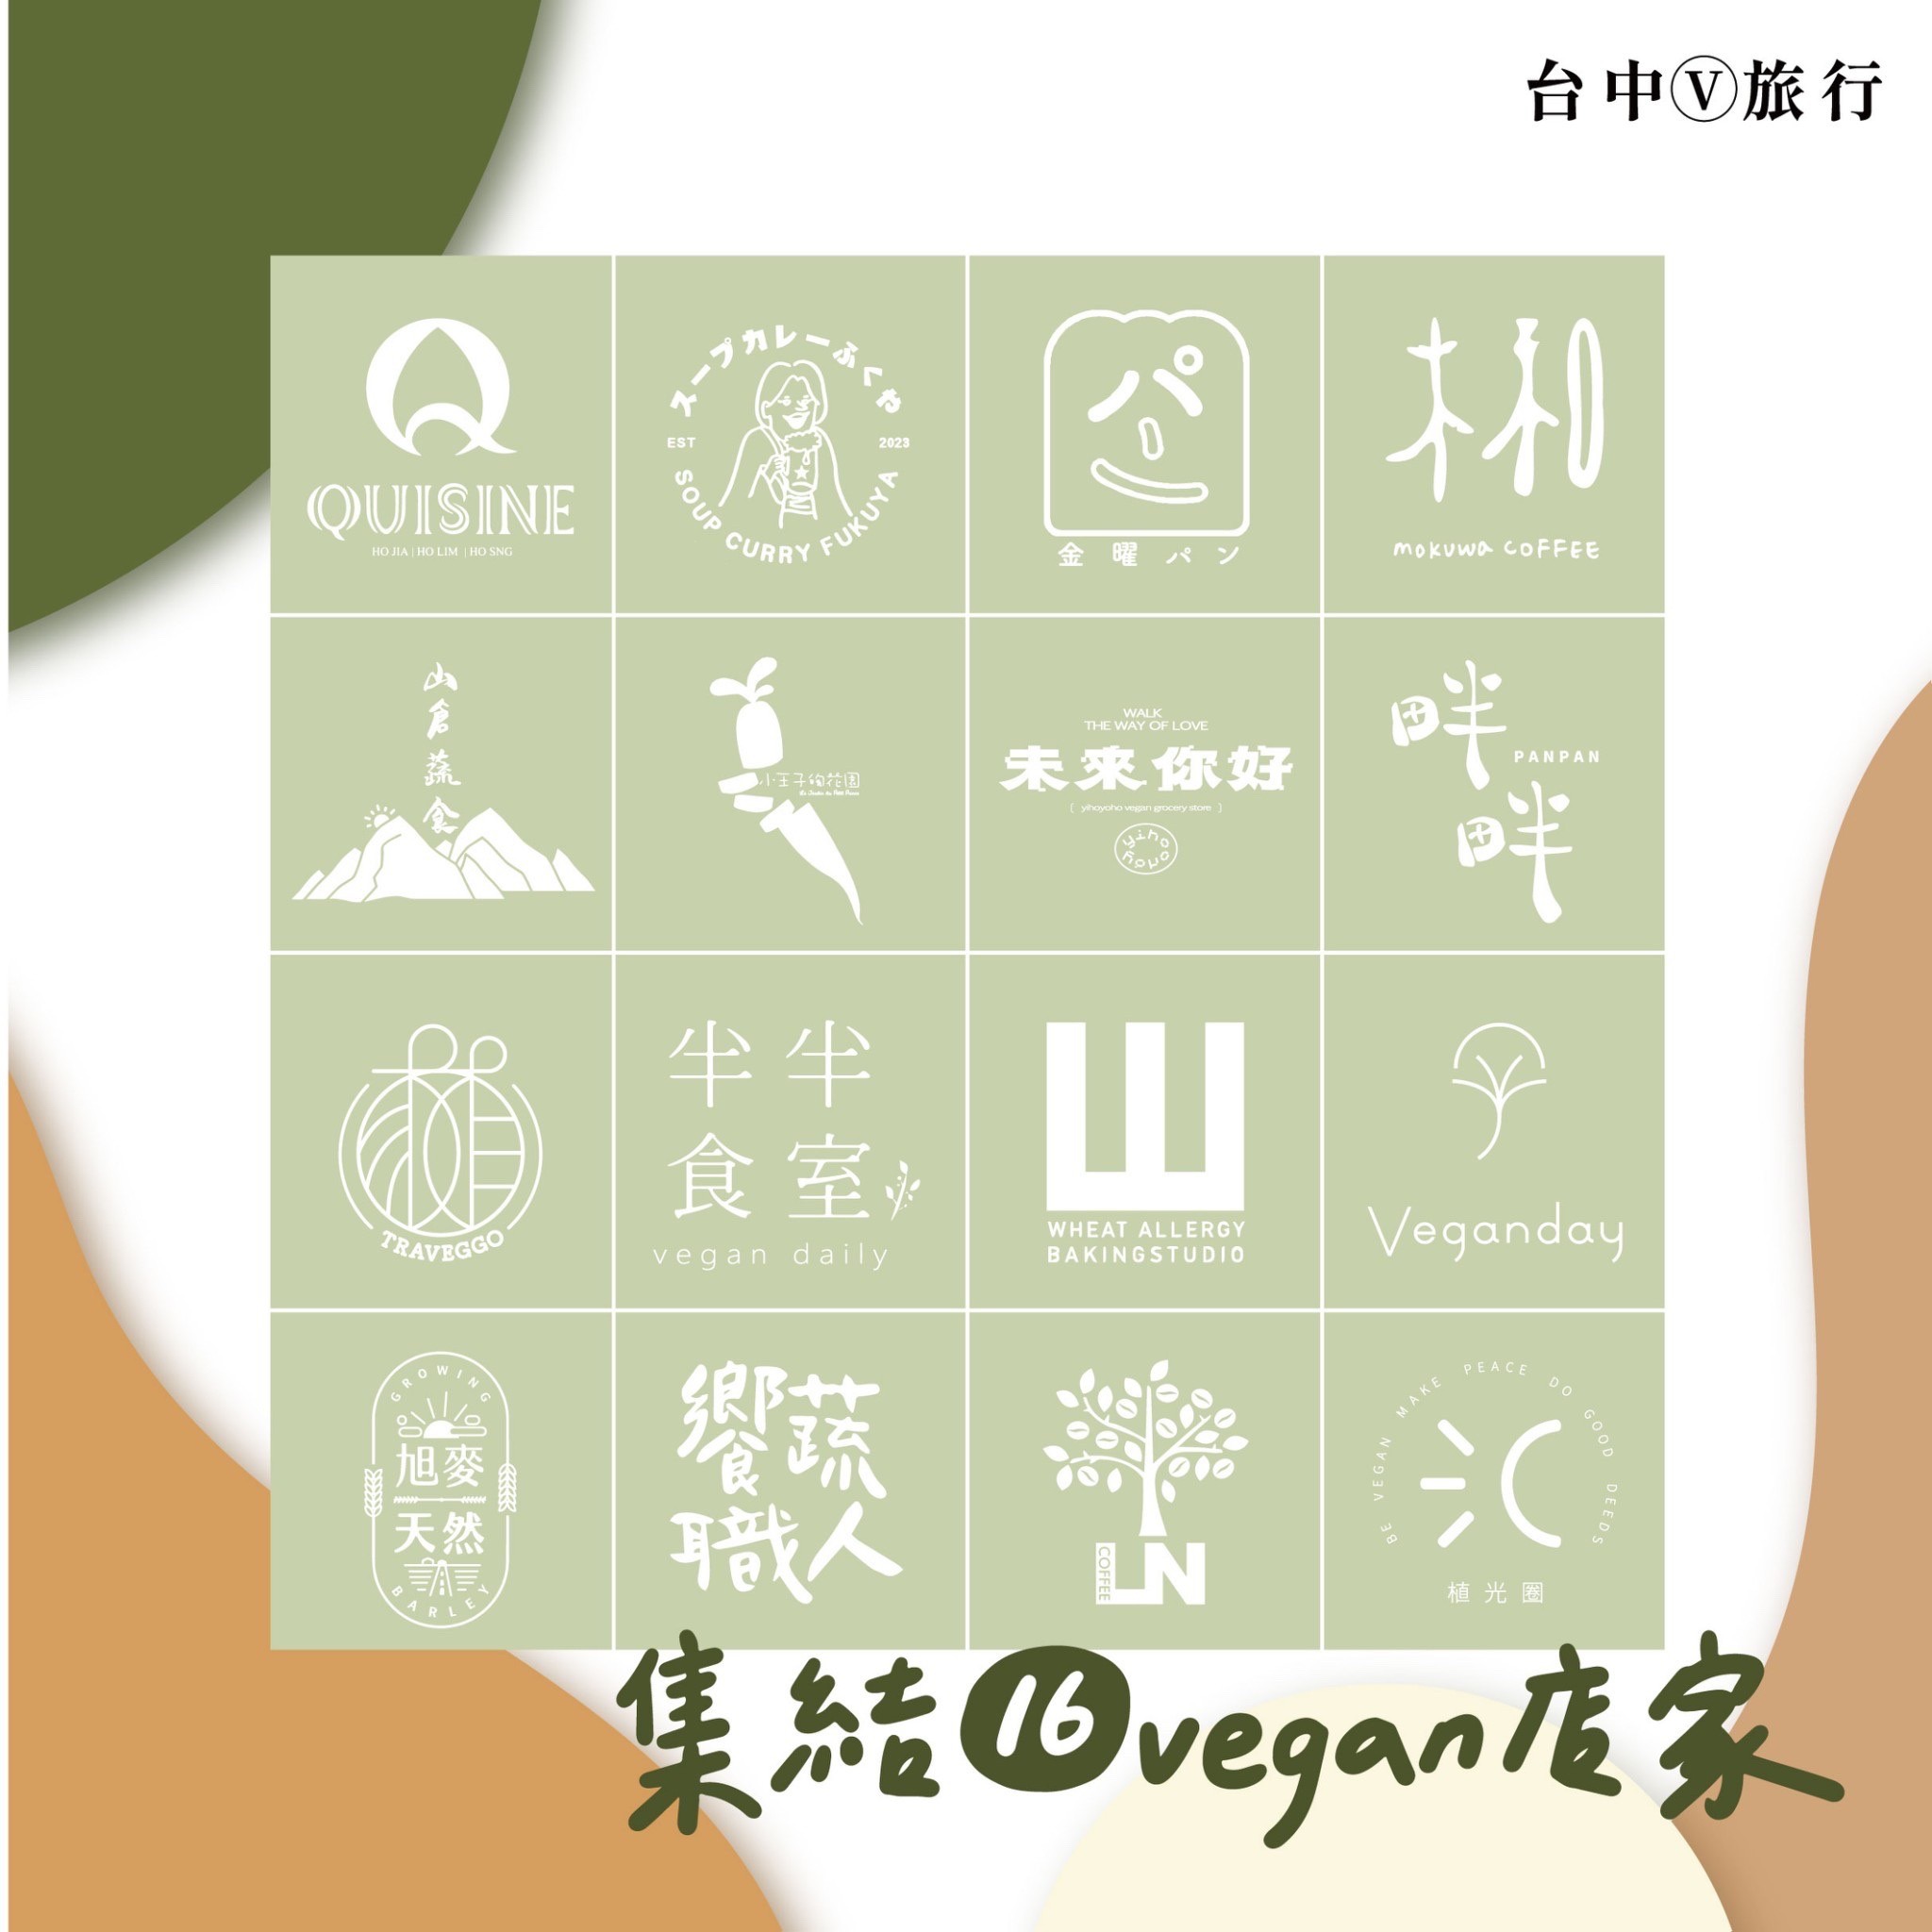 台中Ⓥ旅行
QUISINE
HO JIA | HO LIM | HO SNG
スープカレーふくや
EST 2023
SOUP CURRY FUKUYA
パン
金曜パン
mokuwa COFFEE
山倉蔬食
小王子的花園
WALK
THE WAY OF LOVE
未來你好
[ yihoyoho vegan grocery store ]
yiho yoho
畔畔
PANPAN
TRAVEGGO
半半
食室
vegan daily
W
WHEAT ALLERGY
BAKINGSTUDIO
Veganday
GROWING
旭麥
天然
BARLEY
饗蔬
職人
COFFEE LN
BE VEGAN MAKE PEACE DO GOOD DEEDS
植光圈
集結16vegan店家